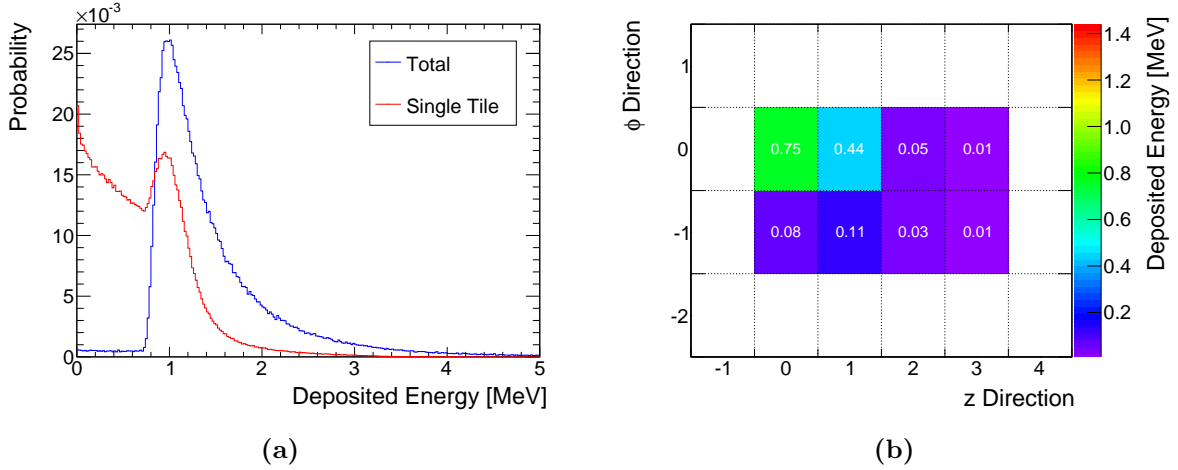 ×10⁻³
Probability
25
20
15
10
5
0
Total
Single Tile
0 1 2 3 4 5
Deposited Energy [MeV]
(a)
ϕ Direction
1
0
-1
-2
0.75 0.44 0.05 0.01
0.08 0.11 0.03 0.01
-1 0 1 2 3 4
z Direction
1.4
1.2
1.0
0.8
0.6
0.4
0.2
Deposited Energy [MeV]
(b)